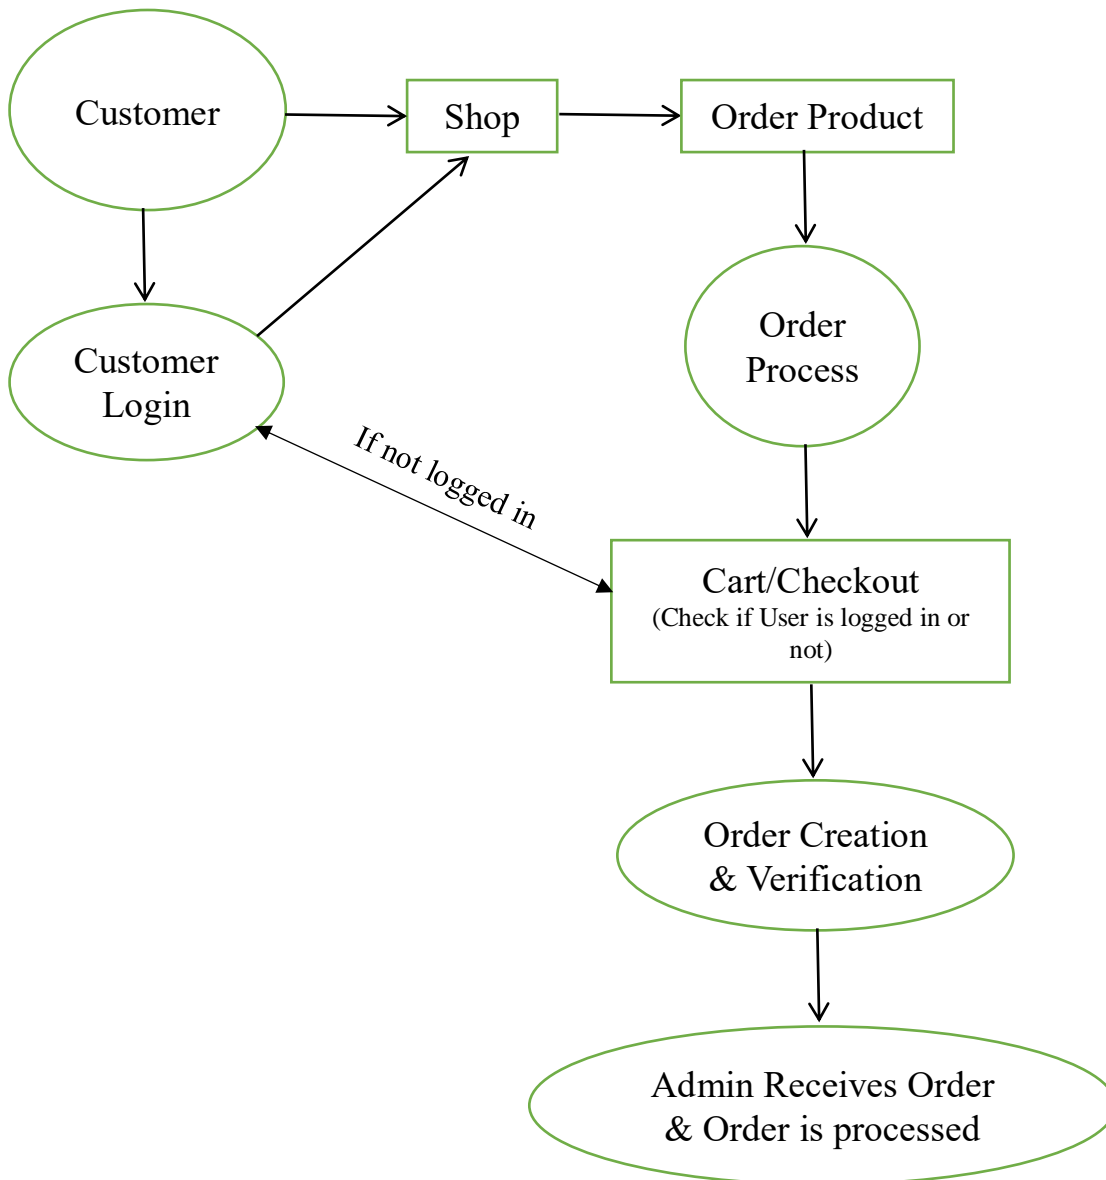 Customer
Shop
Order Product
Customer
Login
Order
Process
If not logged in
Cart/Checkout
(Check if User is logged in or
not)
Order Creation
& Verification
Admin Receives Order
& Order is processed